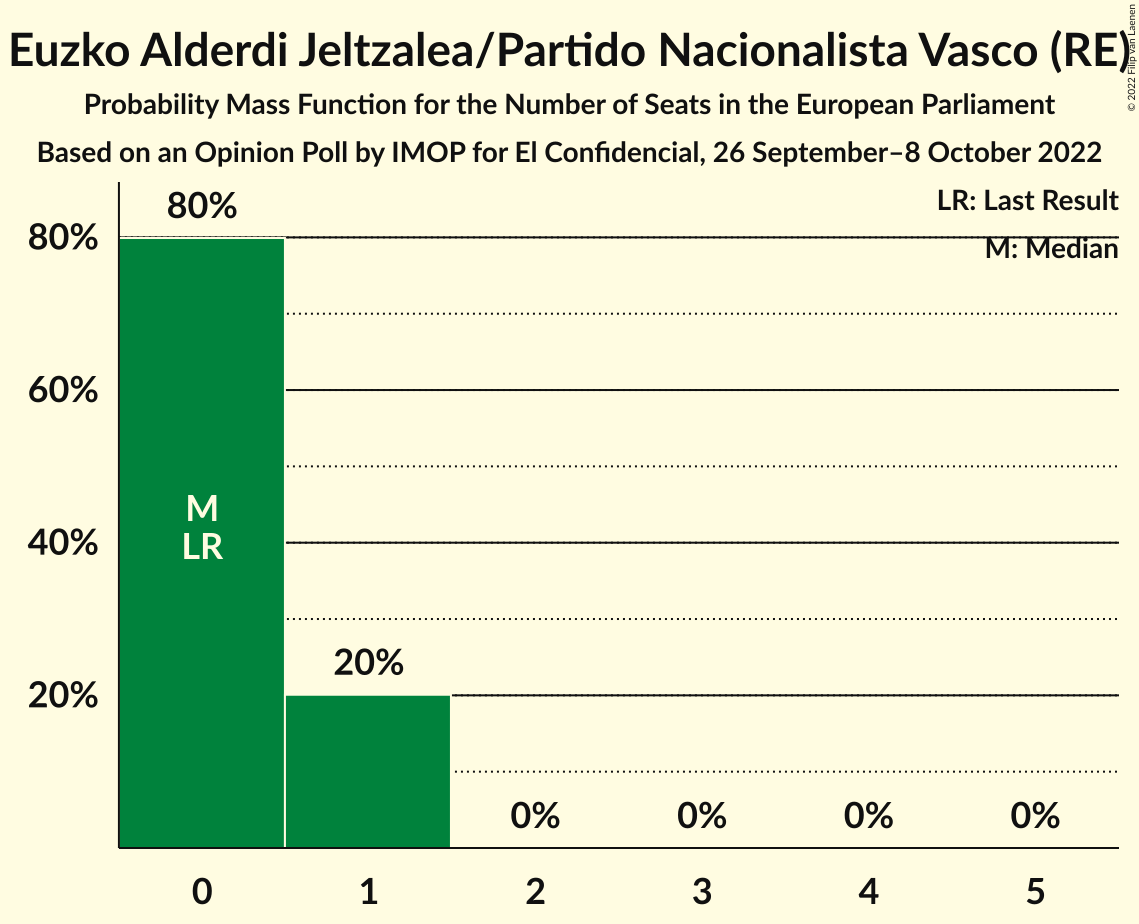 Euzko Alderdi Jeltzalea/Partido Nacionalista Vasco (RE)
© 2022 Filip van Laenen
Probability Mass Function for the Number of Seats in the European Parliament
Based on an Opinion Poll by IMOP for El Confidencial, 26 September–8 October 2022
LR: Last Result
M: Median
80%
80%
60%
40%
20%
M
LR
20%
0%
0%
0%
0%
0
1
2
3
4
5